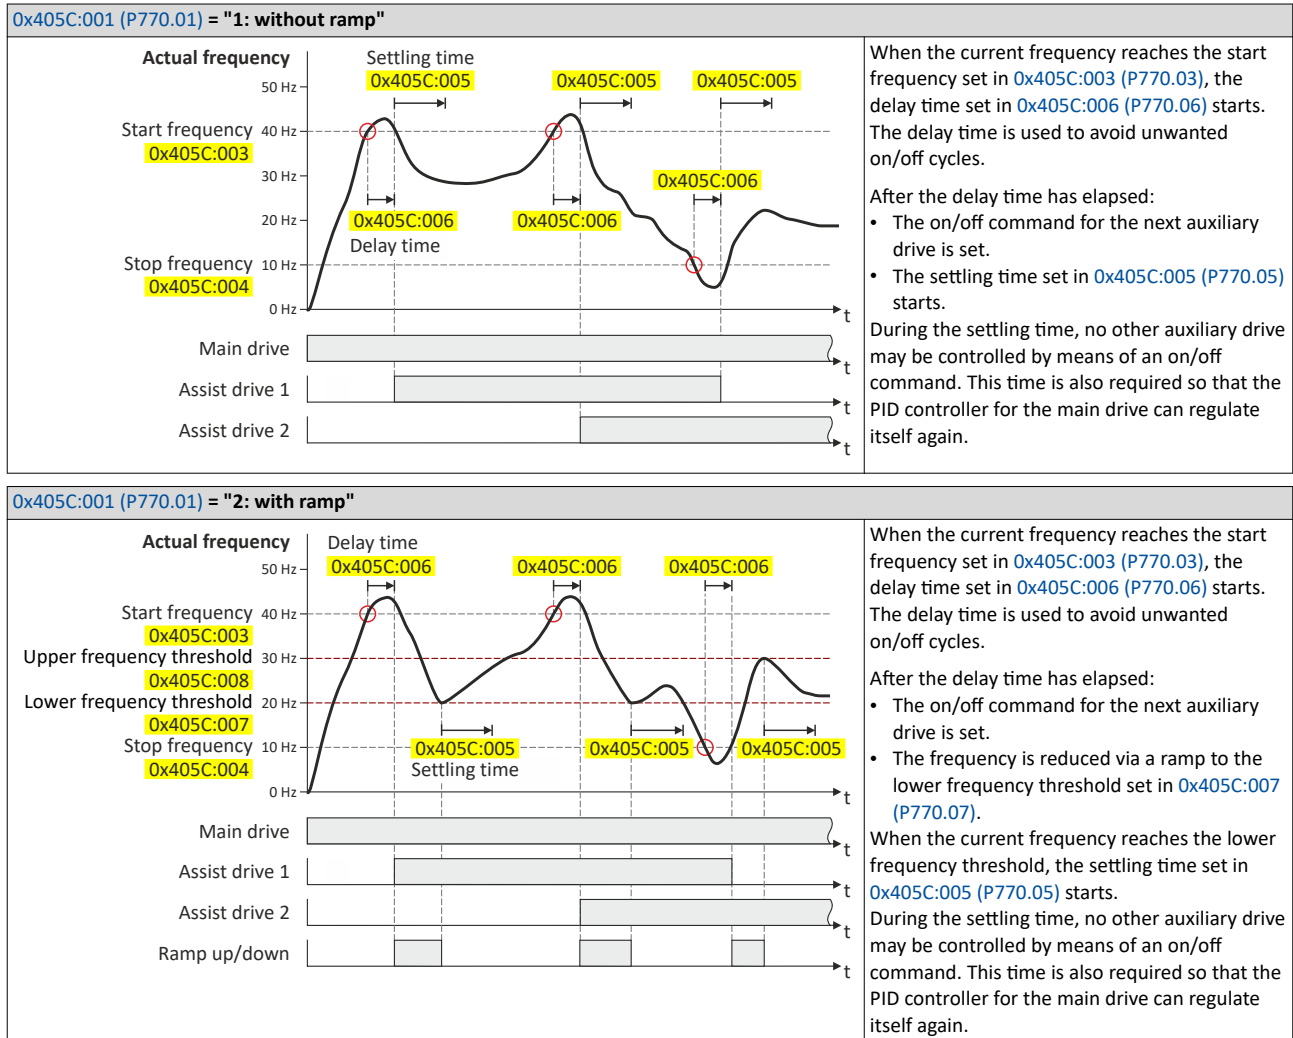 0x405C:001 (P770.01) = "1: without ramp"
Actual frequency
Settling time
0x405C:005
0x405C:005
0x405C:005
50 Hz
Start frequency
40 Hz
0x405C:003
30 Hz
0x405C:006
20 Hz
0x405C:006
0x405C:006
Delay time
Stop frequency
10 Hz
0x405C:004
0 Hz
t
Main drive
t
Assist drive 1
t
Assist drive 2
t
When the current frequency reaches the start
frequency set in 0x405C:003 (P770.03), the
delay time set in 0x405C:006 (P770.06) starts.
The delay time is used to avoid unwanted
on/off cycles.
After the delay time has elapsed:
• The on/off command for the next auxiliary
drive is set.
• The settling time set in 0x405C:005 (P770.05)
starts.
During the settling time, no other auxiliary drive
may be controlled by means of an on/off
command. This time is also required so that the
PID controller for the main drive can regulate
itself again.
0x405C:001 (P770.01) = "2: with ramp"
Actual frequency
Delay time
0x405C:006
0x405C:006
0x405C:006
50 Hz
Start frequency
40 Hz
0x405C:003
Upper frequency threshold
30 Hz
0x405C:008
Lower frequency threshold
20 Hz
0x405C:007
Stop frequency
10 Hz
0x405C:005
0x405C:005
0x405C:005
0x405C:004
Settling time
0 Hz
t
Main drive
t
Assist drive 1
t
Assist drive 2
t
Ramp up/down
t
When the current frequency reaches the start
frequency set in 0x405C:003 (P770.03), the
delay time set in 0x405C:006 (P770.06) starts.
The delay time is used to avoid unwanted
on/off cycles.
After the delay time has elapsed:
• The on/off command for the next auxiliary
drive is set.
• The frequency is reduced via a ramp to the
lower frequency threshold set in 0x405C:007
(P770.07).
When the current frequency reaches the lower
frequency threshold, the settling time set in
0x405C:005 (P770.05) starts.
During the settling time, no other auxiliary drive
may be controlled by means of an on/off
command. This time is also required so that the
PID controller for the main drive can regulate
itself again.